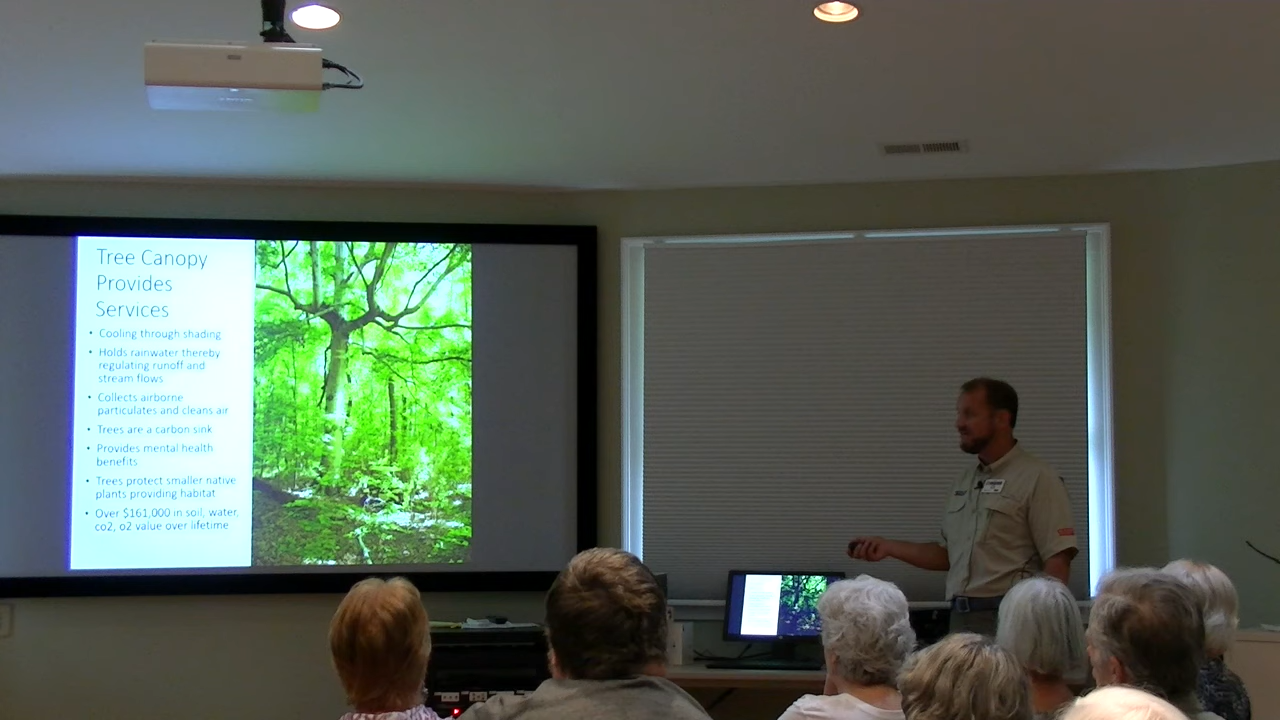 Tree Canopy
Provides
Services
• Cooling through shading
• Holds rainwater thereby
regulating runoff and
stream flows
• Collects airborne
particulates and cleans air
• Trees are a carbon sink
• Provides mental health
benefits
• Trees protect smaller native
plants providing habitat
• Over $161,000 in soil, water,
co2, o2 value over lifetime